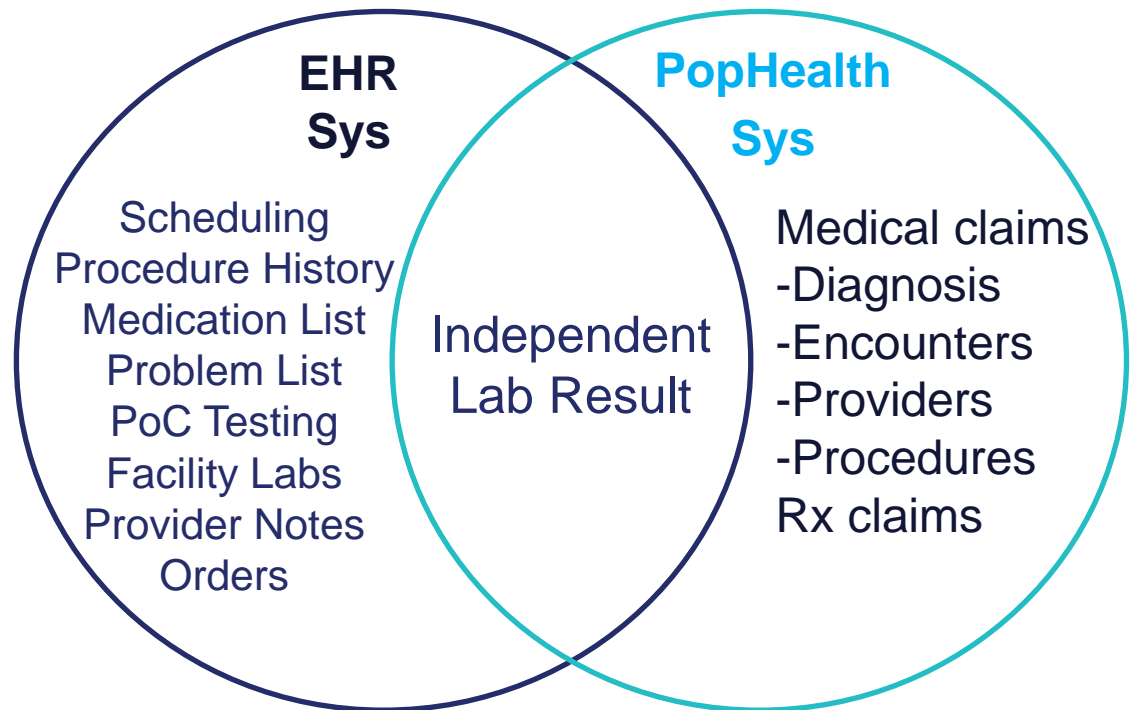 EHR
Sys
Scheduling
Procedure History
Medication List
Problem List
PoC Testing
Facility Labs
Provider Notes
Orders
Independent
Lab Result
PopHealth
Sys
Medical claims
-Diagnosis
-Encounters
-Providers
-Procedures
Rx claims